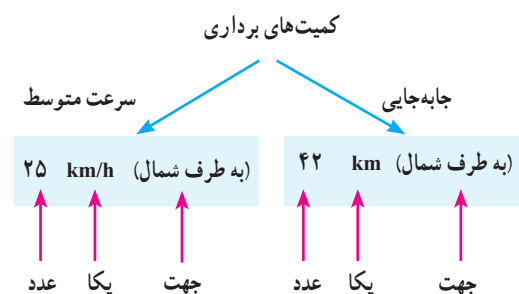 کمیت‌های برداری
جابه‌جایی
سرعت متوسط
۴۲ km (به طرف شمال)
۲۵ km/h (به طرف شمال)
عدد یکا جهت
عدد یکا جهت